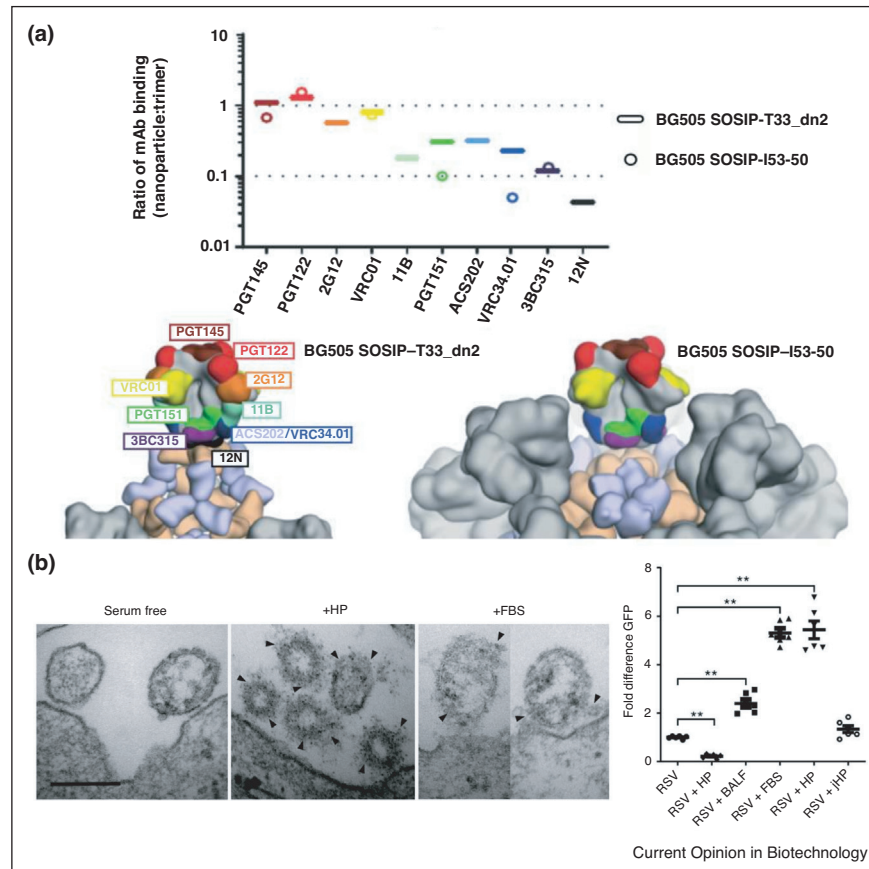 (a)
10
1
0.1
0.01
Ratio of mAb binding
(nanoparticle:trimer)
BG505 SOSIP-T33_dn2
BG505 SOSIP-I53-50
PGT145
PGT122
2G12
VRC01
11B
PGT151
ACS202
VRC34.01
3BC315
12N
PGT145
PGT122
BG505 SOSIP–T33_dn2
VRC01
2G12
PGT151
11B
3BC315
ACS202/VRC34.01
12N
BG505 SOSIP–I53-50
(b)
Serum free
+HP
+FBS
8
6
4
2
0
Fold difference GFP
**
**
**
**
RSV
RSV + HP
RSV + BALF
RSV + FBS
RSV + HP
RSV + jHP
Current Opinion in Biotechnology